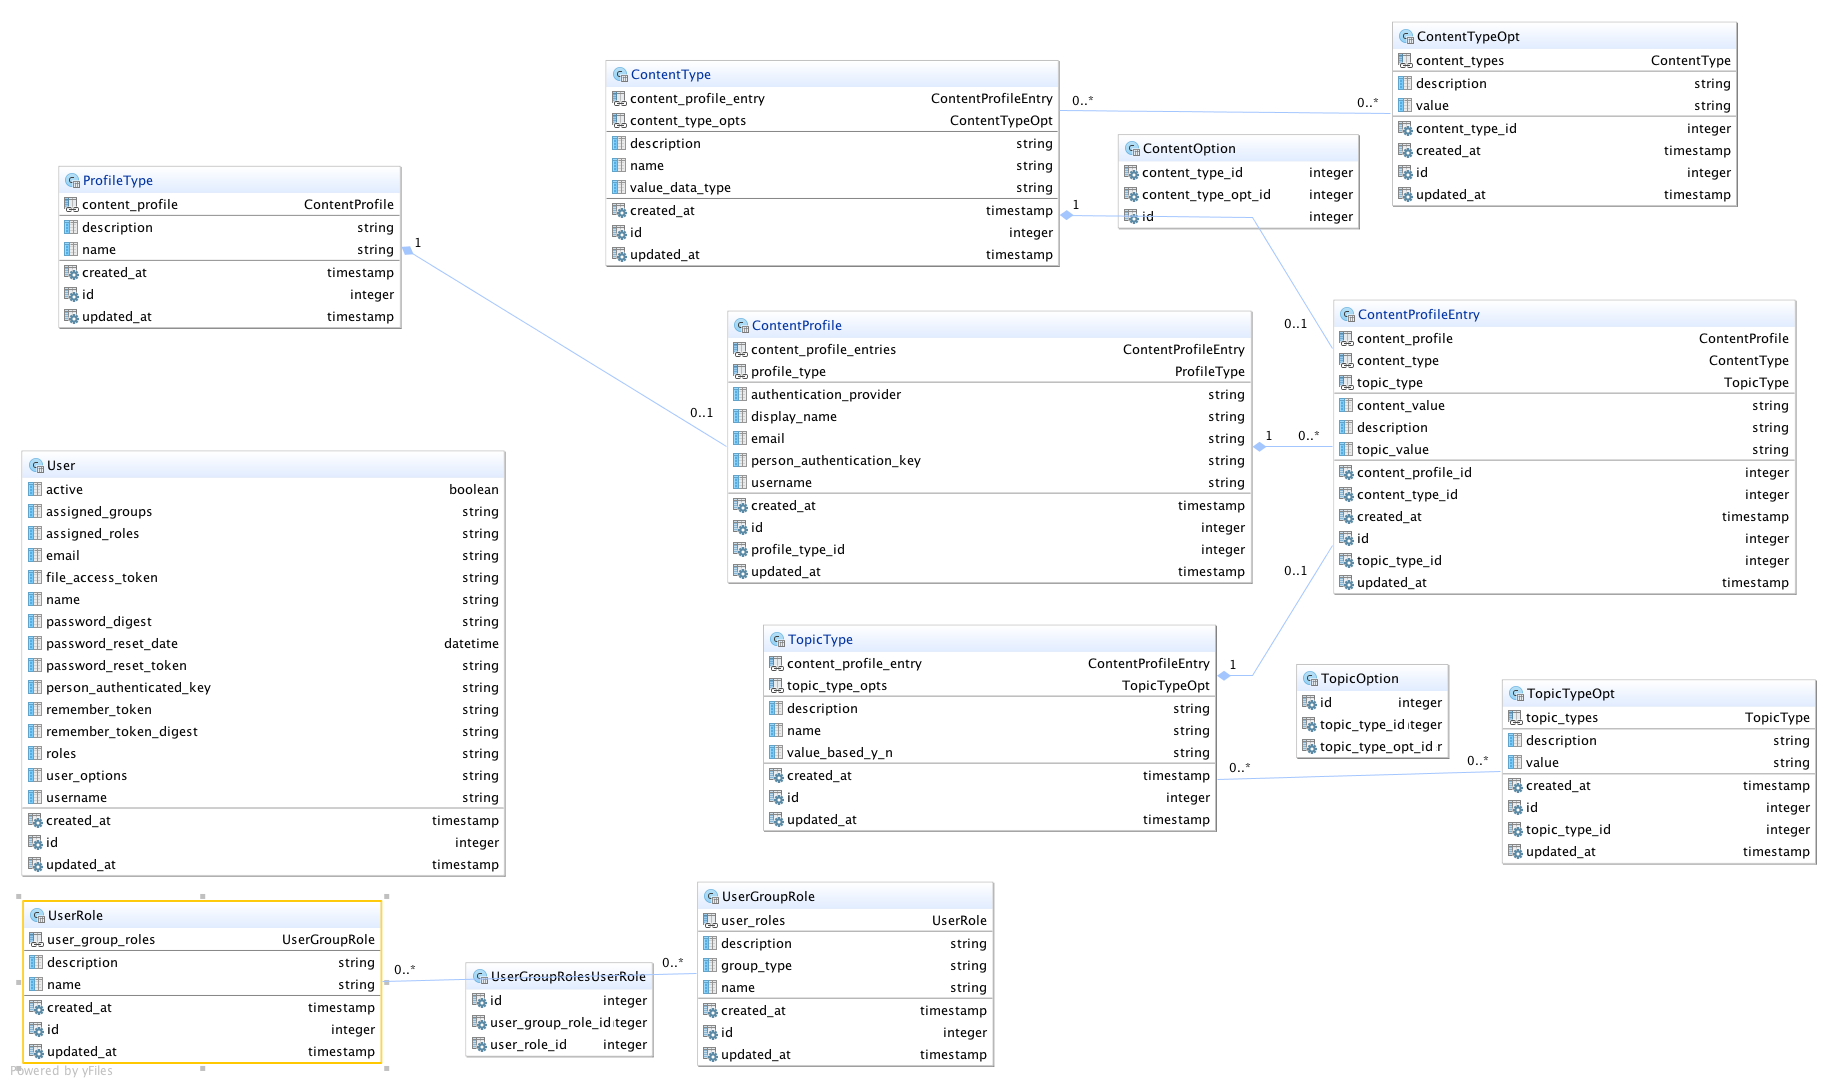 ContentTypeOpt
content_types ContentType
description string
value string
content_type_id integer
created_at timestamp
id integer
updated_at timestamp
ContentType
content_profile_entry ContentProfileEntry
content_type_opts ContentTypeOpt
description string
name string
value_data_type string
created_at timestamp
id integer
updated_at timestamp
0..*
0..*
ContentOption
content_type_id integer
content_type_opt_id integer
id integer
1
ProfileType
content_profile ContentProfile
description string
name string
created_at timestamp
id integer
updated_at timestamp
1
0..1
ContentProfile
content_profile_entries ContentProfileEntry
profile_type ProfileType
authentication_provider string
display_name string
email string
person_authentication_key string
username string
created_at timestamp
id integer
profile_type_id integer
updated_at timestamp
0..1
1 0..*
ContentProfileEntry
content_profile ContentProfile
content_type ContentType
topic_type TopicType
content_value string
description string
topic_value string
content_profile_id integer
content_type_id integer
created_at timestamp
id integer
topic_type_id integer
updated_at timestamp
0..1
User
active boolean
assigned_groups string
assigned_roles string
email string
file_access_token string
name string
password_digest string
password_reset_date datetime
password_reset_token string
person_authenticated_key string
remember_token string
remember_token_digest string
roles string
user_options string
username string
created_at timestamp
id integer
updated_at timestamp
TopicType
content_profile_entry ContentProfileEntry
topic_type_opts TopicTypeOpt
description string
name string
value_based_y_n string
created_at timestamp
id integer
updated_at timestamp
1
0..*
0..*
TopicOption
id integer
topic_type_id teger
topic_type_opt_id r
TopicTypeOpt
topic_types TopicType
description string
value string
created_at timestamp
id integer
topic_type_id integer
updated_at timestamp
UserRole
user_group_roles UserGroupRole
description string
name string
created_at timestamp
id integer
updated_at timestamp
0..*
0..*
UserGroupRolesUserRole
id integer
user_group_role_id teger
user_role_id integer
UserGroupRole
user_roles UserRole
description string
group_type string
name string
created_at timestamp
id integer
updated_at timestamp
Powered by yFiles